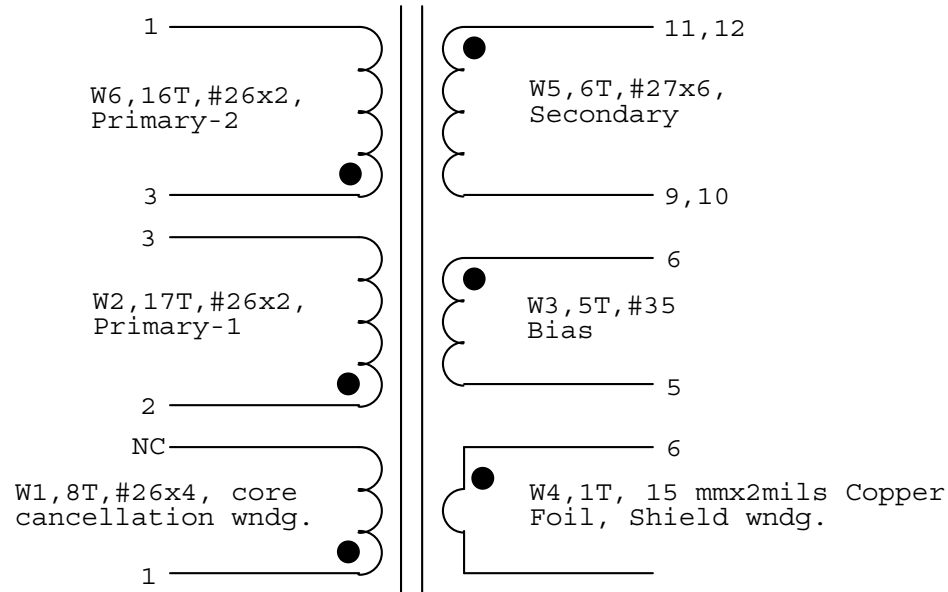 1
W6,16T,#26x2,
Primary-2
3
3
W2,17T,#26x2,
Primary-1
2
NC
W1,8T,#26x4, core
cancellation wndg.
1
11,12
W5,6T,#27x6,
Secondary
9,10
6
W3,5T,#35
Bias
5
6
W4,1T, 15 mmx2mils Copper
Foil, Shield wndg.